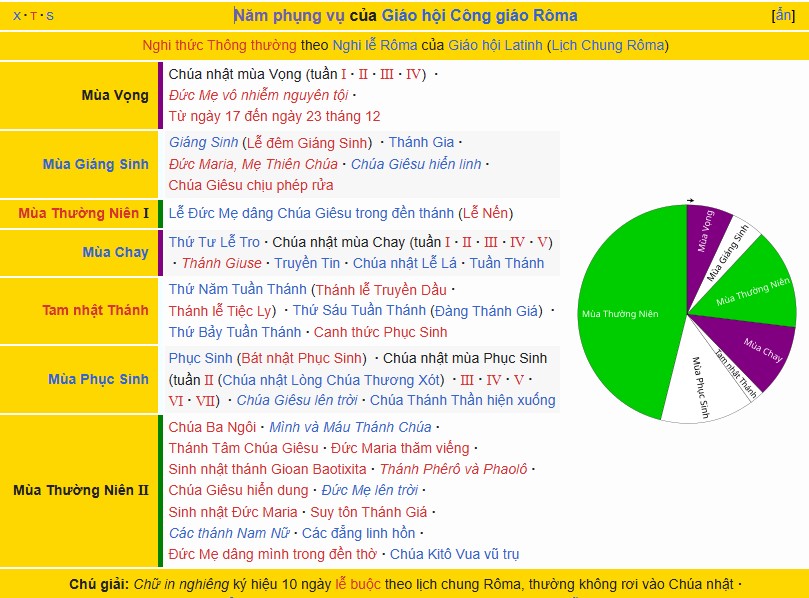 X · T · S
Năm phụng vụ của Giáo hội Công giáo Rôma
[ẩn]
Nghi thức Thông thường theo Nghi lễ Rôma của Giáo hội Latinh (Lịch Chung Rôma)
Mùa Vọng
Chúa nhật mùa Vọng (tuần I · II · III · IV) ·
Đức Mẹ vô nhiễm nguyên tội ·
Từ ngày 17 đến ngày 23 tháng 12
Mùa Giáng Sinh
Giáng Sinh (Lễ đêm Giáng Sinh) · Thánh Gia ·
Đức Maria, Mẹ Thiên Chúa · Chúa Giêsu hiển linh ·
Chúa Giêsu chịu phép rửa
Mùa Thường Niên I
Lễ Đức Mẹ dâng Chúa Giêsu trong đền thánh (Lễ Nến)
Mùa Chay
Thứ Tư Lễ Tro · Chúa nhật mùa Chay (tuần I · II · III · IV · V)
· Thánh Giuse · Truyền Tin · Chúa nhật Lễ Lá · Tuần Thánh
Tam nhật Thánh
Thứ Năm Tuần Thánh (Thánh lễ Truyền Dầu ·
Thánh lễ Tiệc Ly) · Thứ Sáu Tuần Thánh (Đàng Thánh Giá) ·
Thứ Bảy Tuần Thánh · Canh thức Phục Sinh
Mùa Phục Sinh
Phục Sinh (Bát nhật Phục Sinh) · Chúa nhật mùa Phục Sinh
(tuần II (Chúa nhật Lòng Chúa Thương Xót) · III · IV · V ·
VI · VII) · Chúa Giêsu lên trời · Chúa Thánh Thần hiện xuống
Mùa Thường Niên II
Chúa Ba Ngôi · Mình và Máu Thánh Chúa ·
Thánh Tâm Chúa Giêsu · Đức Maria thăm viếng ·
Sinh nhật thánh Gioan Baotixita · Thánh Phêrô và Phaolô ·
Chúa Giêsu hiển dung · Đức Mẹ lên trời ·
Sinh nhật Đức Maria · Suy tôn Thánh Giá ·
Các thánh Nam Nữ · Các đẳng linh hồn ·
Đức Mẹ dâng mình trong đền thờ · Chúa Kitô Vua vũ trụ
Mùa Vọng
Mùa Giáng Sinh
Mùa Thường Niên
Mùa Chay
Tam nhật Thánh
Mùa Phục Sinh
Mùa Thường Niên
Chú giải: Chữ in nghiêng ký hiệu 10 ngày lễ buộc theo lịch chung Rôma, thường không rơi vào Chúa nhật ·